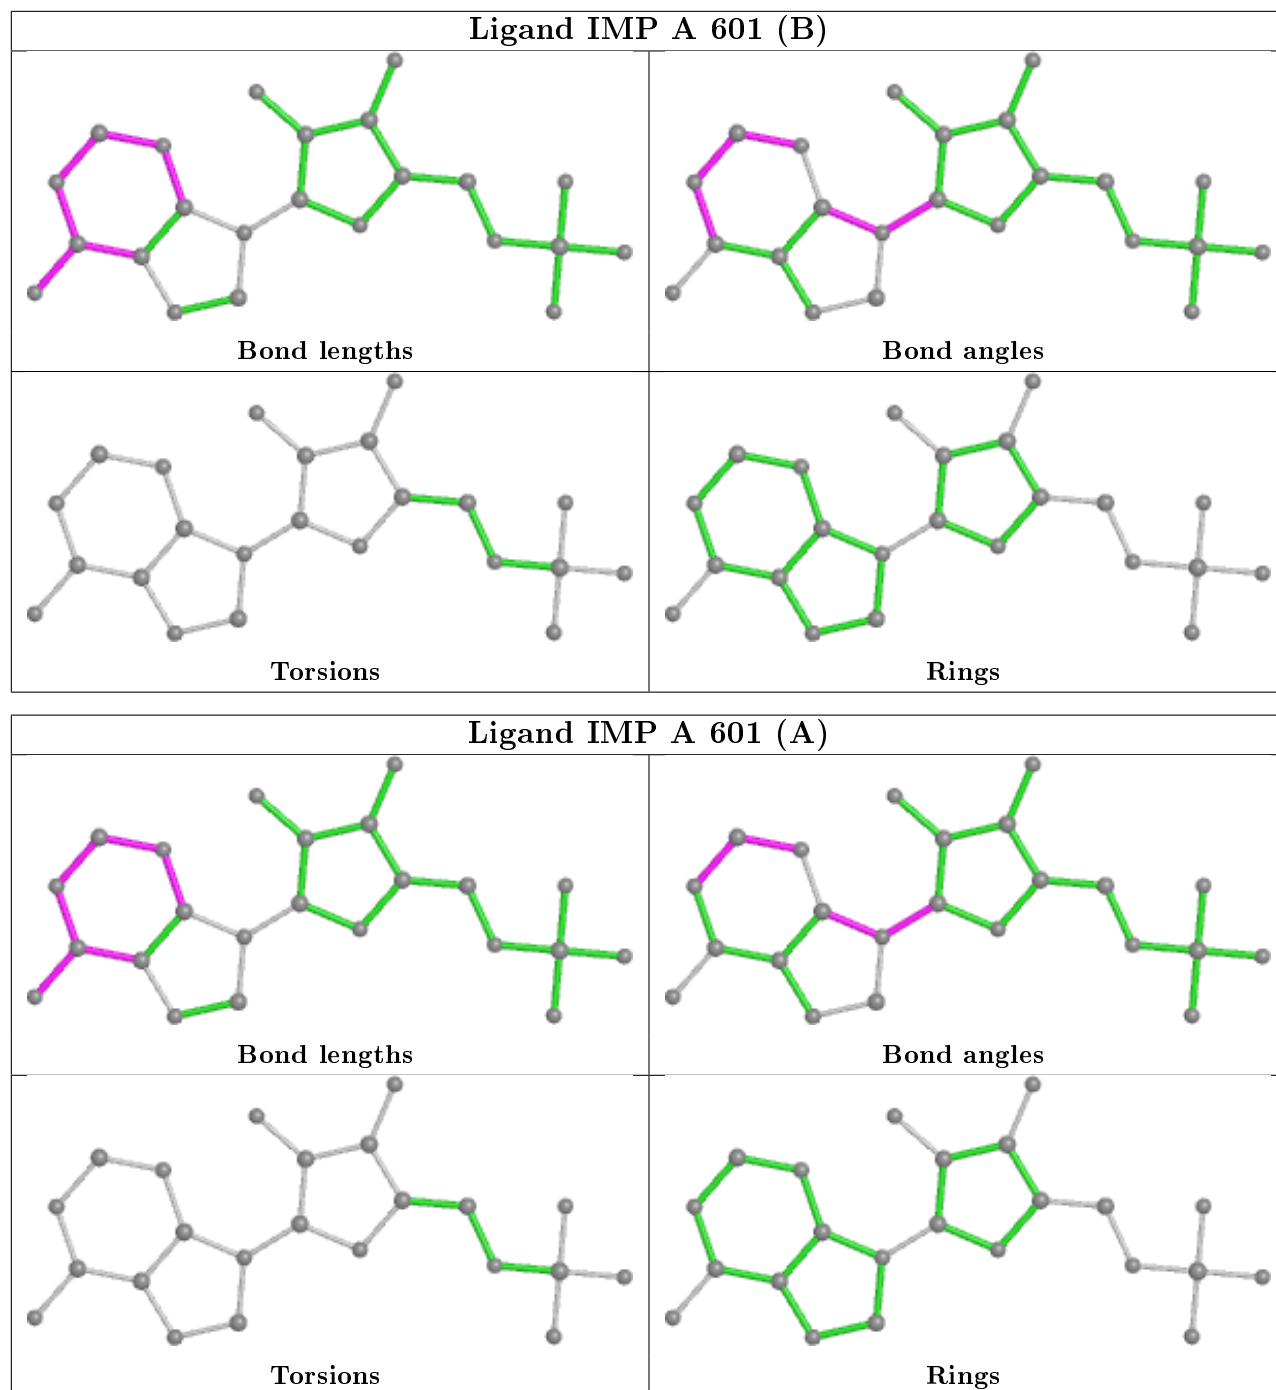 Ligand IMP A 601 (B)
Bond lengths
Bond angles
Torsions
Rings
Ligand IMP A 601 (A)
Bond lengths
Bond angles
Torsions
Rings